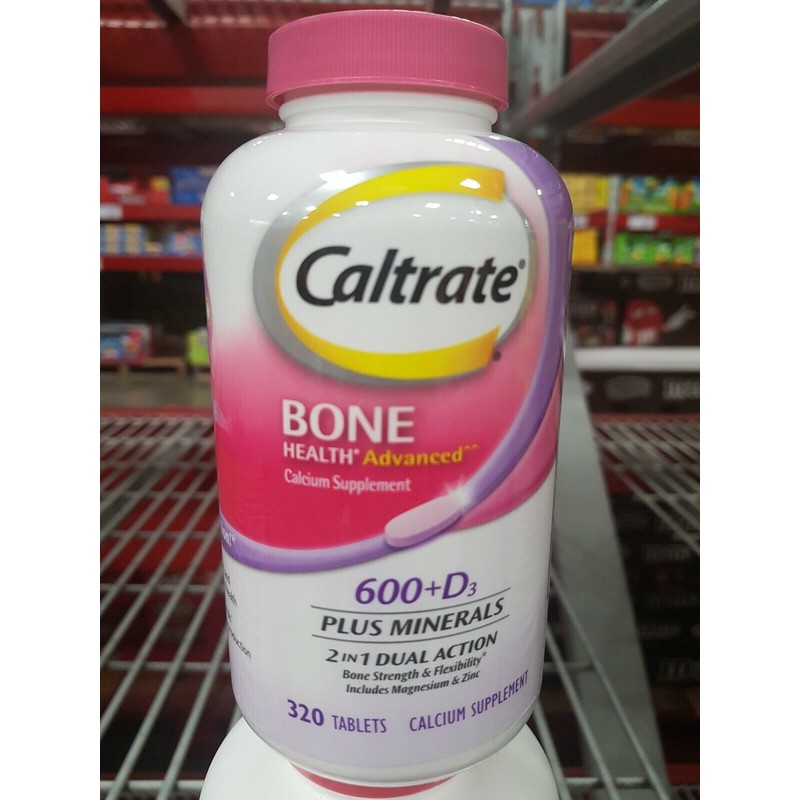 Caltrate®
BONE
HEALTH* Advanced^^
Calcium Supplement
600+D3
PLUS MINERALS
2 IN 1 DUAL ACTION
Bone Strength & Flexibility*
Includes Magnesium & Zinc
320 TABLETS CALCIUM SUPPLEMENT